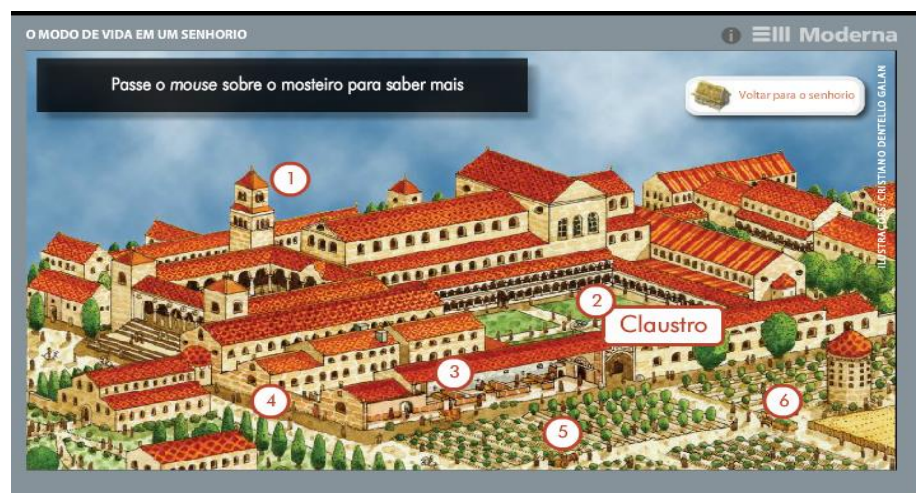 O MODO DE VIDA EM UM SENHORIO
i Moderna
Passe o mouse sobre o mosteiro para saber mais
Voltar para o senhorio
ILUSTRAÇÕES: CRISTIANO DENTELLO GALAN
1
2
Claustro
3
4
5
6